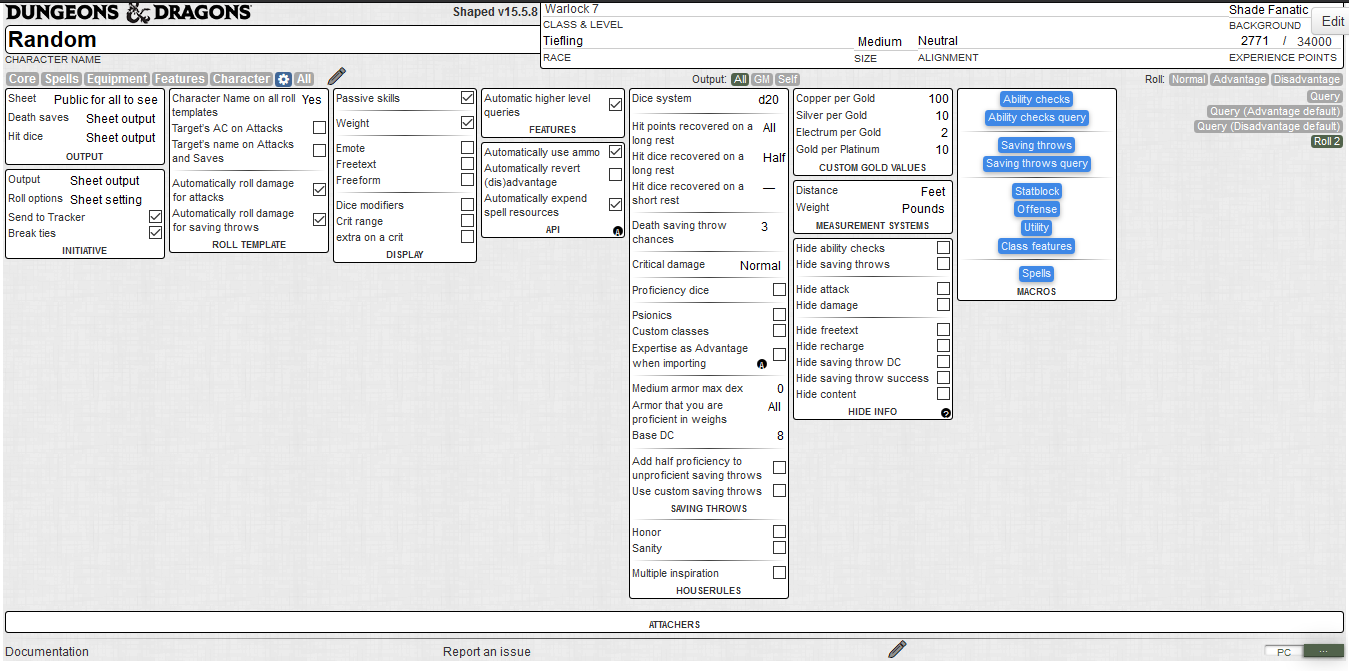 DUNGEONS & DRAGONS
Shaped v15.5.8
Warlock 7
CLASS & LEVEL
Shade Fanatic
BACKGROUND
Edit
Random
CHARACTER NAME
Tiefling
RACE
Medium
SIZE
Neutral
ALIGNMENT
2771 / 34000
EXPERIENCE POINTS
Core Spells Equipment Features Character All
Output: All GM Self
Roll: Normal Advantage Disadvantage
Query
Query (Advantage default)
Query (Disadvantage default)
Roll 2
Sheet Public for all to see
Death saves Sheet output
Hit dice Sheet output
OUTPUT
Output Sheet output
Roll options Sheet setting
Send to Tracker
Break ties
INITIATIVE
Character Name on all roll Yes
templates
Target's AC on Attacks
Target's name on Attacks
and Saves
Automatically roll damage
for attacks
Automatically roll damage
for saving throws
ROLL TEMPLATE
Passive skills
Weight
Emote
Freetext
Freeform
Dice modifiers
Crit range
extra on a crit
DISPLAY
Automatic higher level
queries
FEATURES
Automatically use ammo
Automatically revert
(dis)advantage
Automatically expend
spell resources
API
A
Dice system d20
Hit points recovered on a All
long rest
Hit dice recovered on a Half
long rest
Hit dice recovered on a —
short rest
Death saving throw 3
chances
Critical damage Normal
Proficiency dice
Psionics
Custom classes
Expertise as Advantage
when importing A
Medium armor max dex 0
Armor that you are All
proficient in weighs
Base DC 8
Add half proficiency to
unproficient saving throws
Use custom saving throws
SAVING THROWS
Honor
Sanity
Multiple inspiration
HOUSERULES
Copper per Gold 100
Silver per Gold 10
Electrum per Gold 2
Gold per Platinum 10
CUSTOM GOLD VALUES
Distance Feet
Weight Pounds
MEASUREMENT SYSTEMS
Hide ability checks
Hide saving throws
Hide attack
Hide damage
Hide freetext
Hide recharge
Hide saving throw DC
Hide saving throw success
Hide content
HIDE INFO
?
Ability checks
Ability checks query
Saving throws
Saving throws query
Statblock
Offense
Utility
Class features
Spells
MACROS
ATTACHERS
Documentation
Report an issue
PC ...